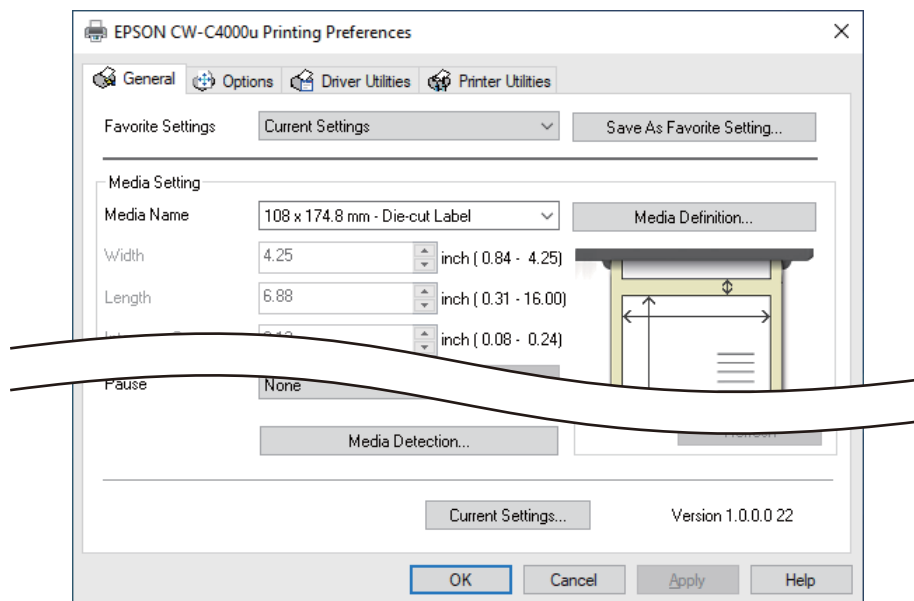 EPSON CW-C4000u Printing Preferences
General Options Driver Utilities Printer Utilities
Favorite Settings Current Settings Save As Favorite Setting...
Media Setting
Media Name 108 x 174.8 mm - Die-cut Label Media Definition...
Width 4.25 inch ( 0.84 - 4.25)
Length 6.88 inch ( 0.31 - 16.00)
inch ( 0.08 - 0.24)
Pause None
Media Detection...
Current Settings... Version 1.0.0.0 22
OK Cancel Apply Help